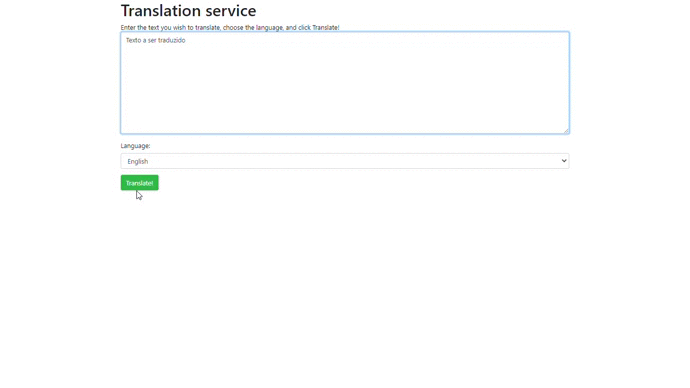 Translation service
Enter the text you wish to translate, choose the language, and click Translate!
Texto a ser traduzido
Language:
English
Translate!